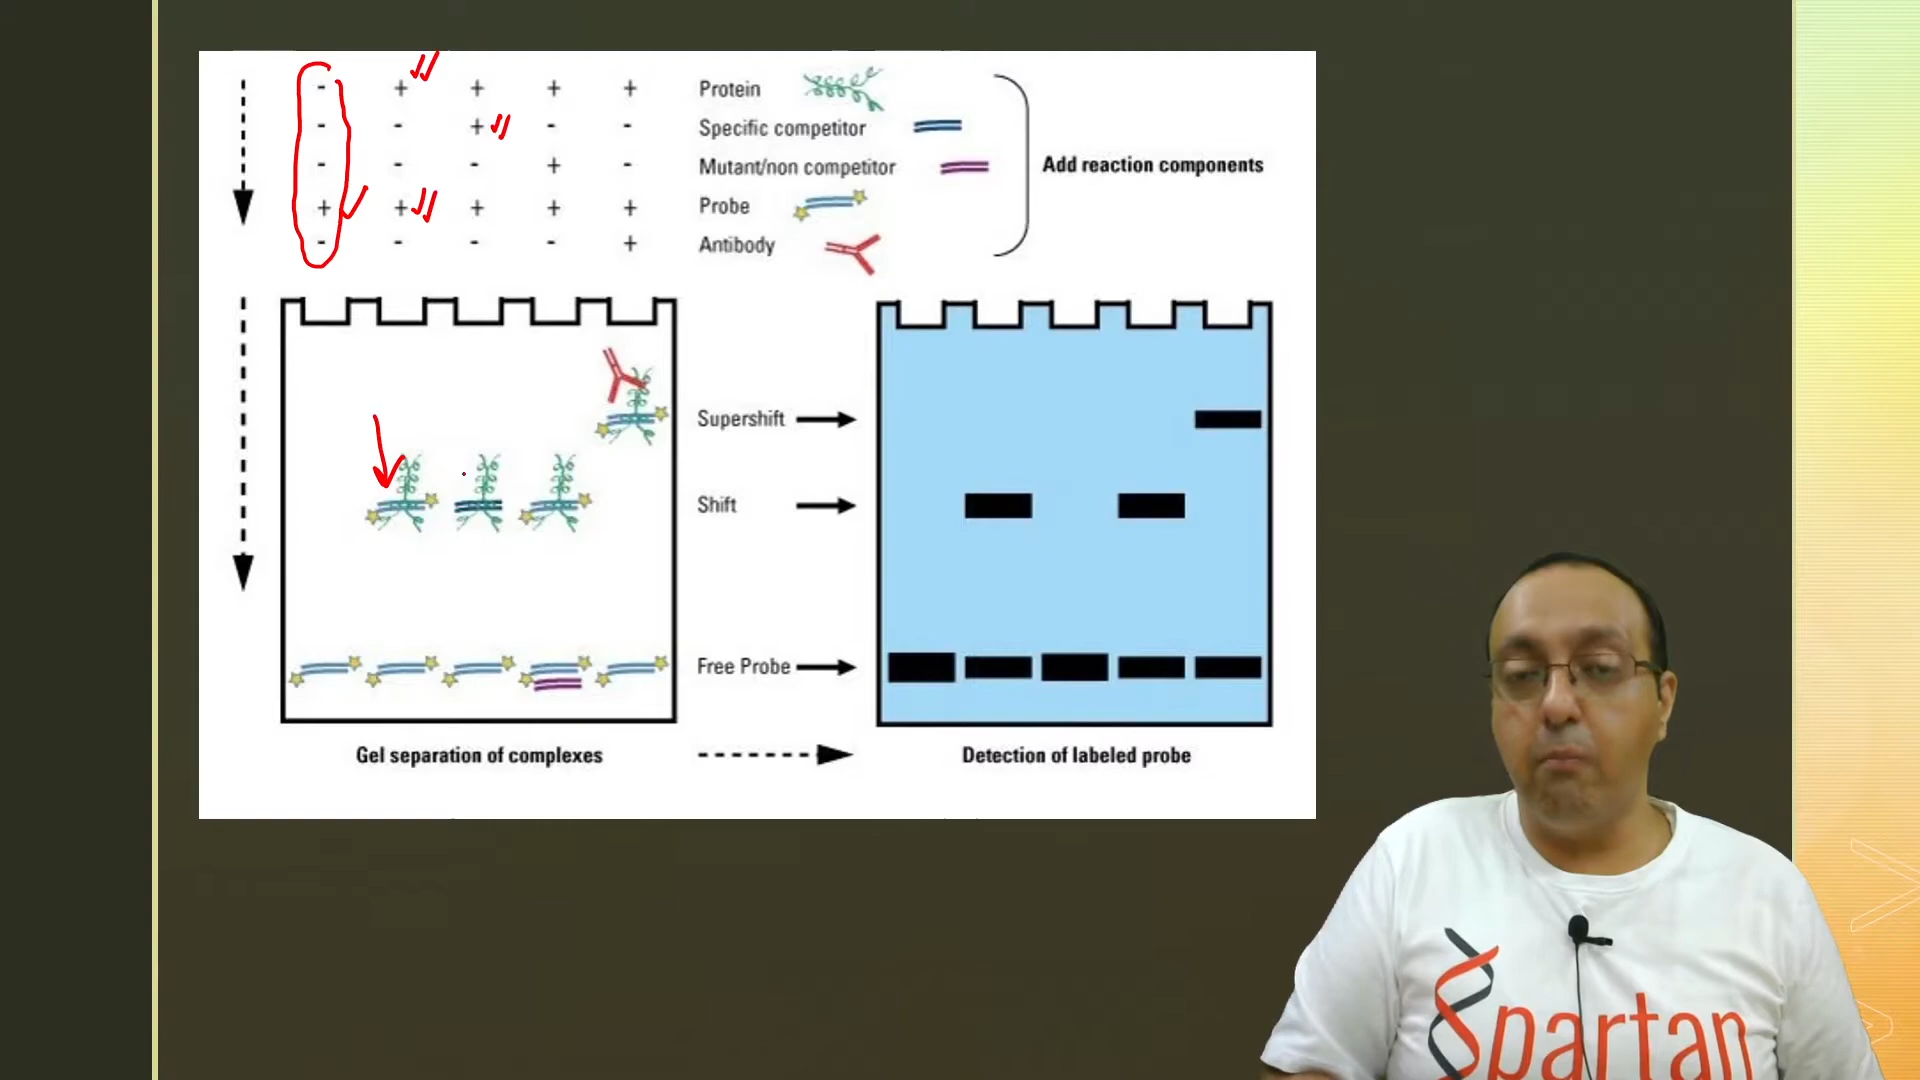 - + + + + Protein
- - + - - Specific competitor
- - - + - Mutant/non competitor
Add reaction components
+ + + + + Probe
- - - - + Antibody
Supershift
Shift
Free Probe
Gel separation of complexes
Detection of labeled probe
Spartan